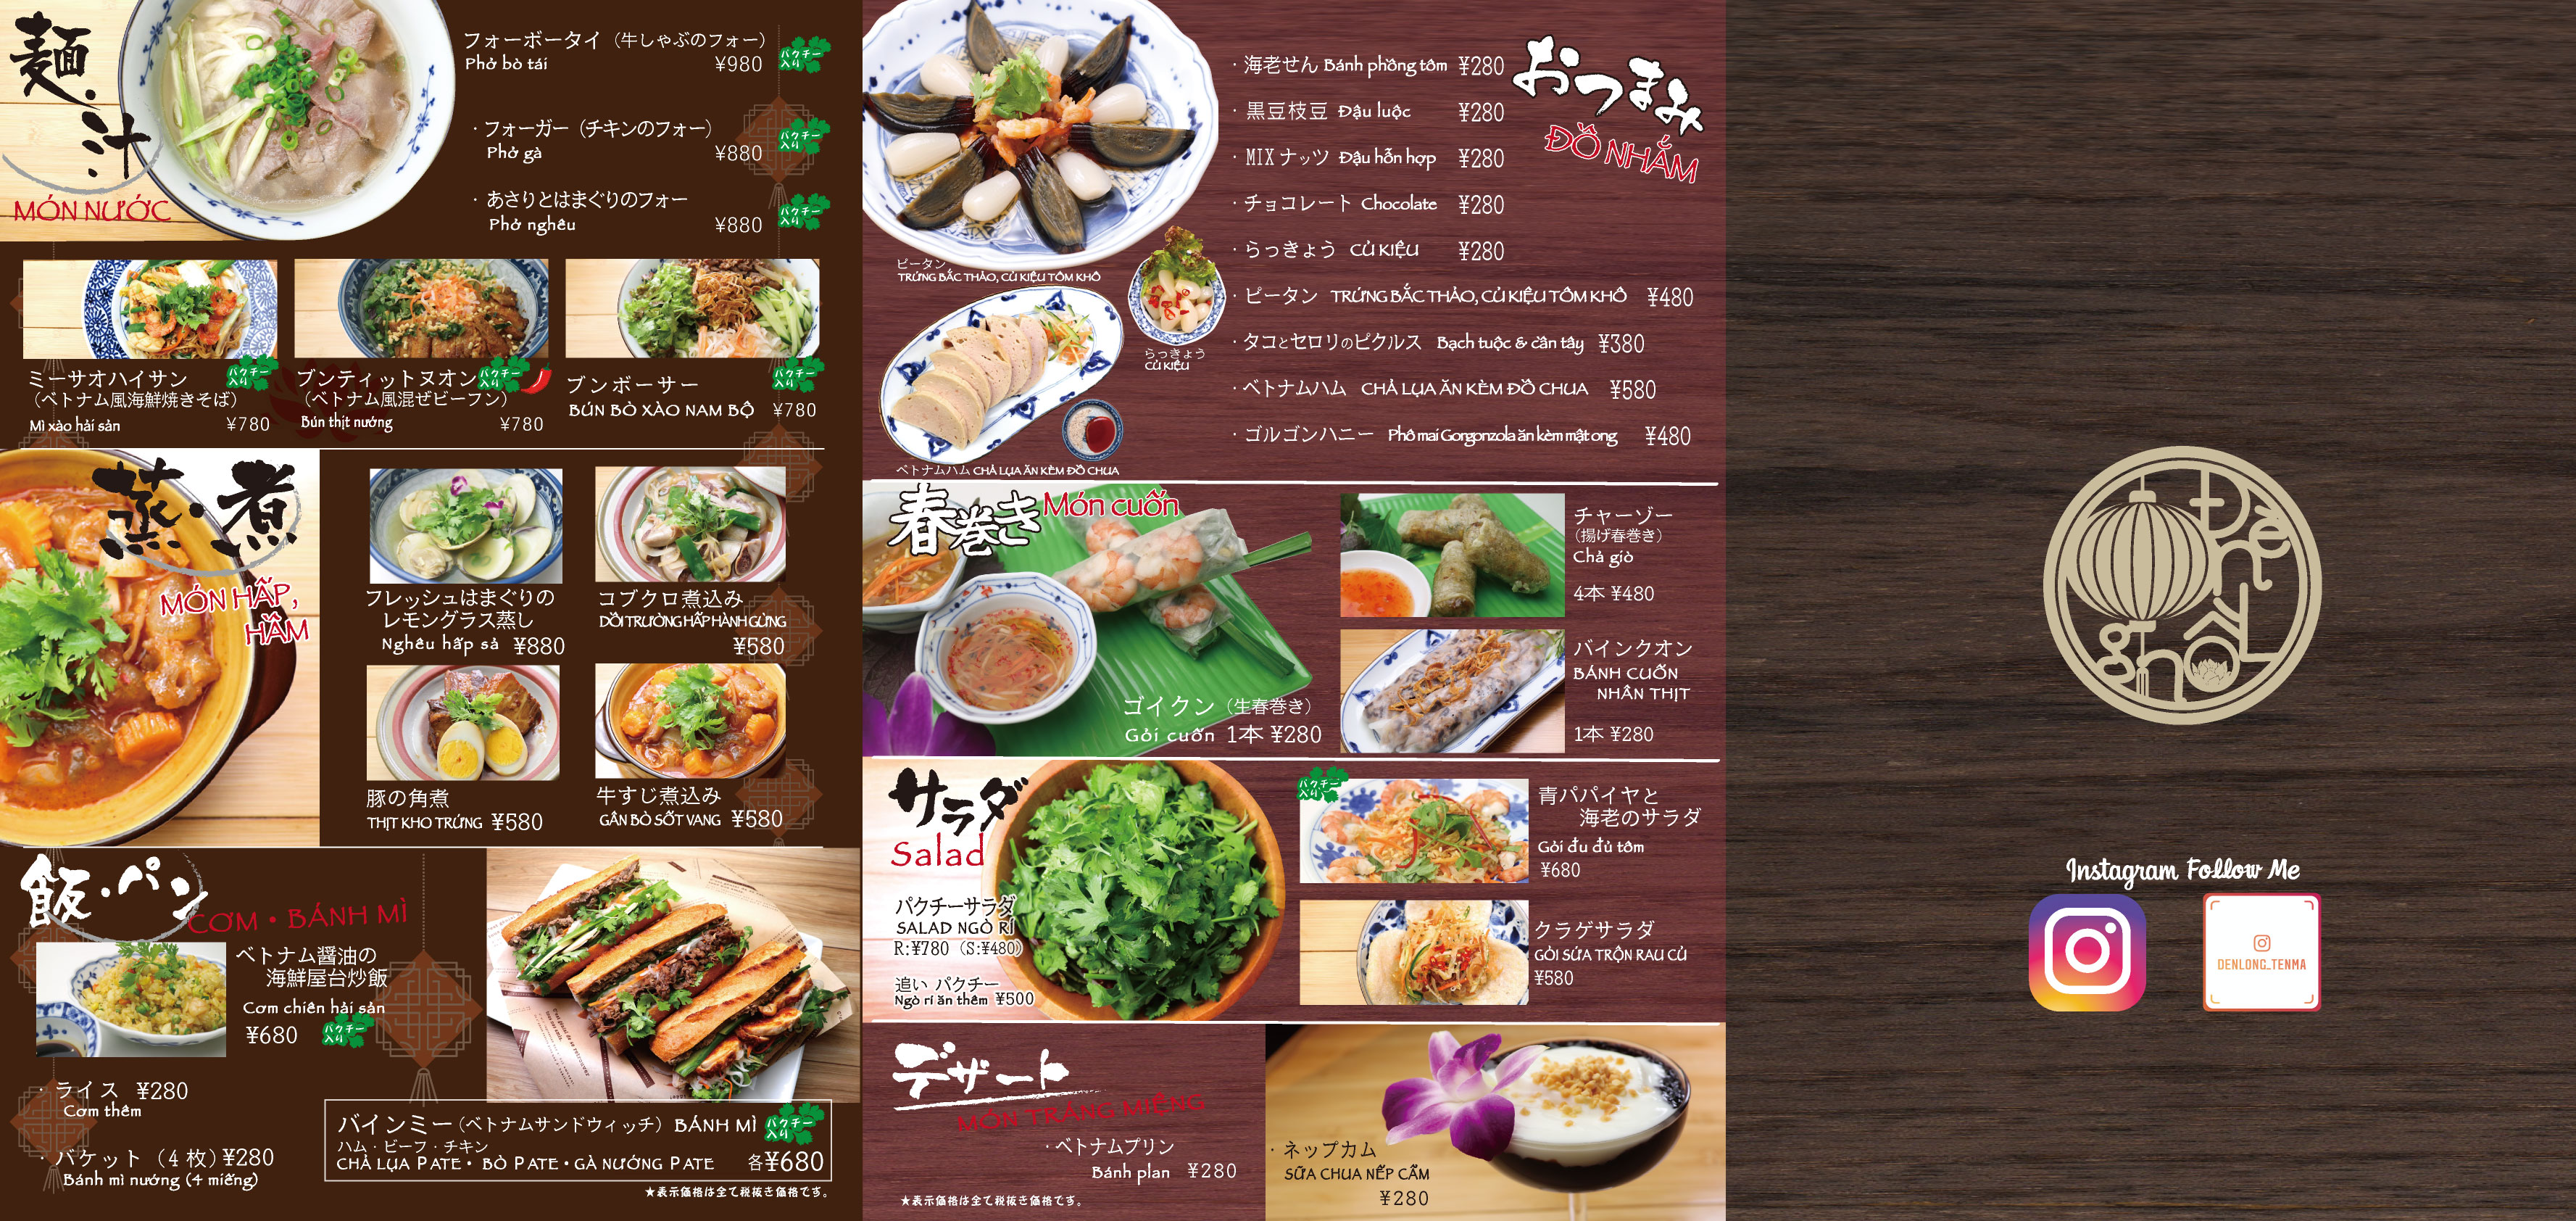 麺・汁
MÓN NƯỚC
フォーボータイ（牛しゃぶのフォー）
Phở bò tái ¥980
パクチー入り
・フォーガー（チキンのフォー）
Phở gà ¥880
パクチー入り
・あさりとはまぐりのフォー
Phở nghêu ¥880
パクチー入り
ミーサオハイサン
（ベトナム風海鮮焼きそば）
Mì xào hải sản ¥780
パクチー入り
ブンティットヌオン
（ベトナム風混ぜビーフン）
Bún thịt nướng ¥780
パクチー入り
ブンボーサー
BÚN BÒ XÀO NAM BỘ ¥780
パクチー入り
蒸・煮
MÓN HẤP,
HẦM
フレッシュはまぐりの
レモングラス蒸し
Nghêu hấp sả ¥880
コブクロ煮込み
DỒI TRƯỜNG HẤP HÀNH GỪNG
¥580
豚の角煮
THỊT KHO TRỨNG ¥580
牛すじ煮込み
GÂN BÒ SỐT VANG ¥580
飯・パン
CƠM・BÁNH MÌ
ベトナム醤油の
海鮮屋台炒飯
Cơm chiên hải sản
¥680
パクチー入り
・ライス ¥280
Cơm thêm
・バケット（4 枚）¥280
Bánh mì nướng (4 miếng)
バインミー（ベトナムサンドウィッチ） BÁNH MÌ
パクチー入り
ハム・ビーフ・チキン
CHẢ LỤA PATE・ BÒ PATE・GÀ NƯỚNG PATE 各¥680
★表示価格は全て税抜き価格です。
おつまみ
ĐỒ NHẮM
・海老せん Bánh phồng tôm ¥280
・黒豆枝豆 Đậu luộc ¥280
・MIX ナッツ Đậu hỗn hợp ¥280
・チョコレート Chocolate ¥280
・らっきょう CỦ KIỆU ¥280
・ピータン TRỨNG BẮC THẢO, CỦ KIỆU TÔM KHÔ ¥480
・タコとセロリのピクルス Bạch tuộc & cần tây ¥380
・ベトナムハム CHẢ LỤA ĂN KÈM ĐỒ CHUA ¥580
・ゴルゴンハニー Phô mai Gorgonzola ăn kèm mật ong ¥480
ピータン
TRỨNG BẮC THẢO, CỦ KIỆU TÔM KHÔ
らっきょう
CỦ KIỆU
ベトナムハム CHẢ LỤA ĂN KÈM ĐỒ CHUA
春巻き Món cuốn
ゴイクン（生春巻き）
Gỏi cuốn 1本 ¥280
チャーゾー
（揚げ春巻き）
Chả giò
4本 ¥480
バインクオン
BÁNH CUỐN
NHÂN THỊT
1本 ¥280
サラダ
Salad
パクチーサラダ
SALAD NGÒ RÍ
R:¥780（S:¥480）
追い パクチー
Ngò rí ăn thêm ¥500
パクチー入り
青パパイヤと
海老のサラダ
Gỏi đu đủ tôm
¥680
クラゲサラダ
GỎI SỨA TRỘN RAU CỦ
¥580
デザート
MÓN TRÁNG MIỆNG
・ベトナムプリン
Bánh plan ¥280
・ネップカム
SỮA CHUA NẾP CẨM
¥280
★表示価格は全て税抜き価格です。
Đèn Lồng
Instagram Follow Me
DENLONG_TENMA